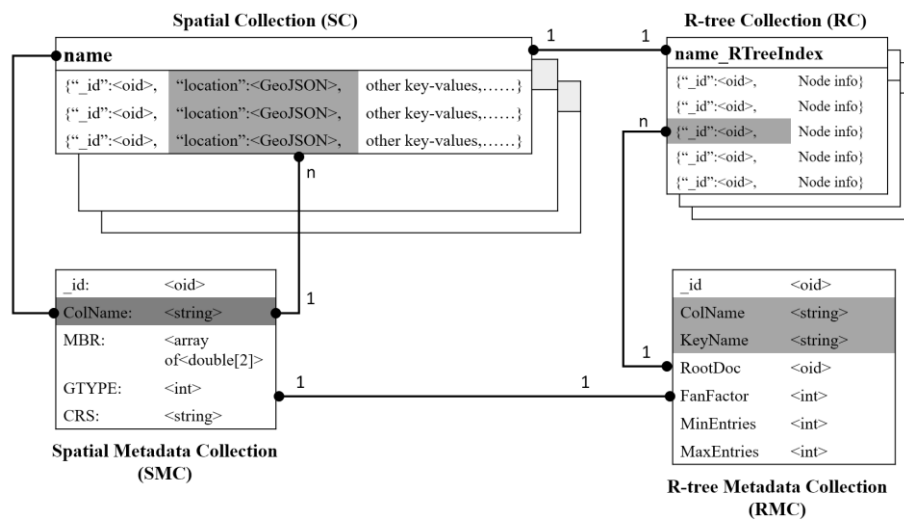 Spatial Collection (SC)
R-tree Collection (RC)
name
1
1
name_RTreeIndex
{“_id”:<oid>, “location”:<GeoJSON>, other key-values,……}
{“_id”:<oid>, “location”:<GeoJSON>, other key-values,……}
{“_id”:<oid>, “location”:<GeoJSON>, other key-values,……}
{“_id”:<oid>, Node info}
{“_id”:<oid>, Node info}
{“_id”:<oid>, Node info}
{“_id”:<oid>, Node info}
{“_id”:<oid>, Node info}
n
n
_id: <oid>
ColName: <string>
MBR: <array
of<double[2]>
GTYPE: <int>
CRS: <string>
1
1
1
1
_id <oid>
ColName <string>
KeyName <string>
RootDoc <oid>
FanFactor <int>
MinEntries <int>
MaxEntries <int>
Spatial Metadata Collection
(SMC)
R-tree Metadata Collection
(RMC)